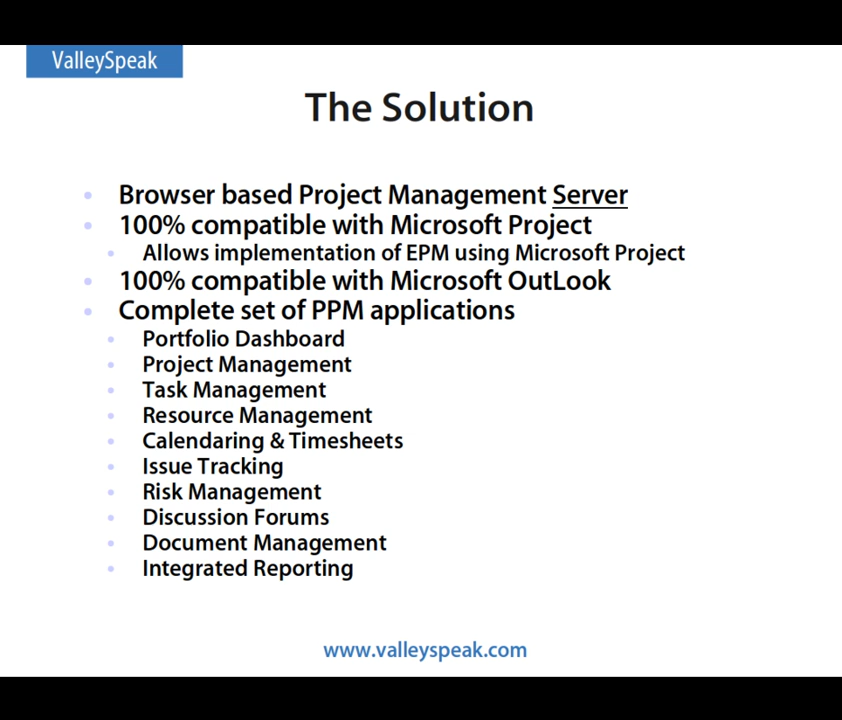 ValleySpeak
The Solution
Browser based Project Management Server
100% compatible with Microsoft Project
Allows implementation of EPM using Microsoft Project
100% compatible with Microsoft OutLook
Complete set of PPM applications
Portfolio Dashboard
Project Management
Task Management
Resource Management
Calendaring & Timesheets
Issue Tracking
Risk Management
Discussion Forums
Document Management
Integrated Reporting
www.valleyspeak.com